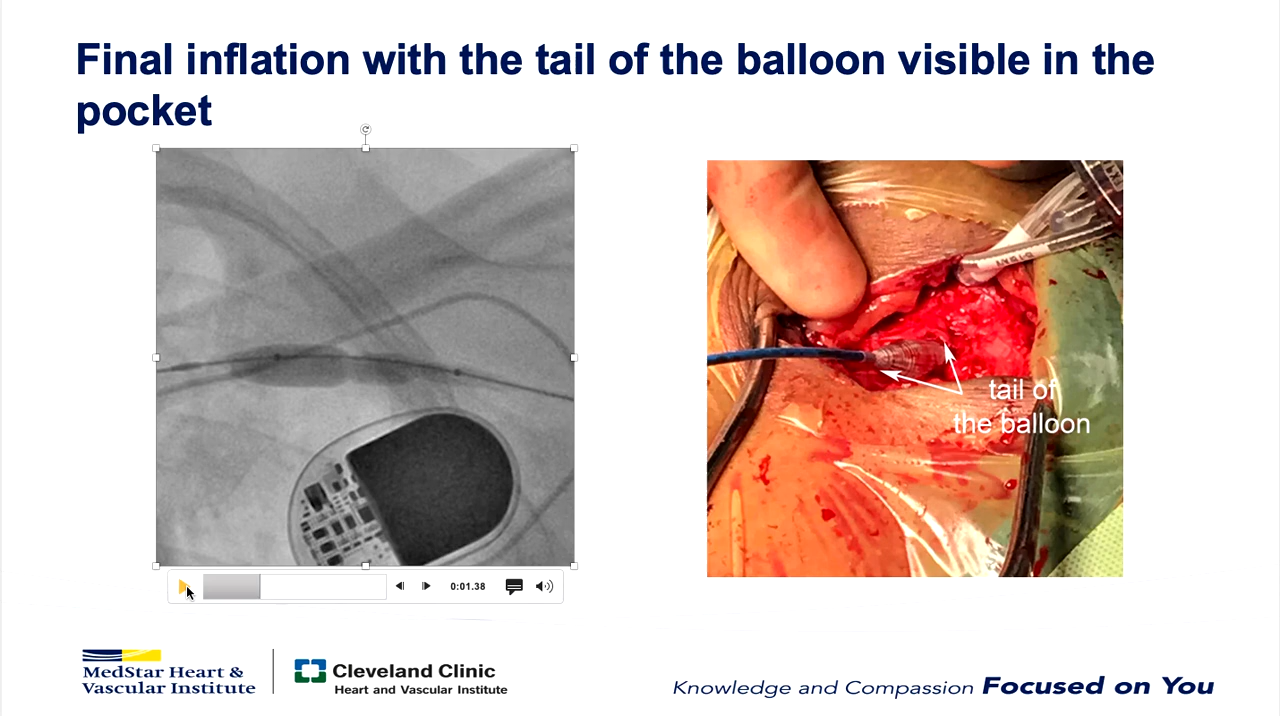 Final inflation with the tail of the balloon visible in the
pocket
tail of
the balloon
0:01.38
MedStar Heart &
Vascular Institute
Cleveland Clinic
Heart and Vascular Institute
Knowledge and Compassion Focused on You